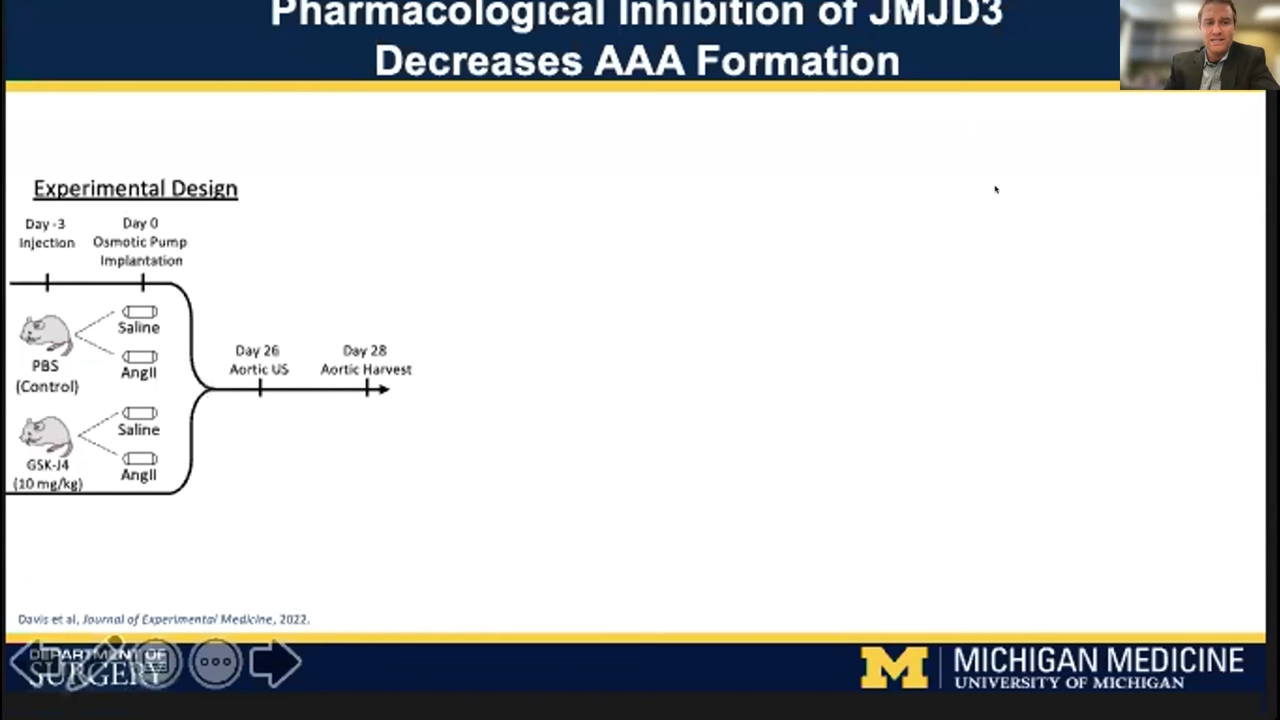 Pharmacological Inhibition of JMJD3
Decreases AAA Formation
Experimental Design
Day -3
Injection
Day 0
Osmotic Pump
Implantation
Saline
AngII
PBS
(Control)
Saline
AngII
GSK-J4
(10 mg/kg)
Day 26
Aortic US
Day 28
Aortic Harvest
Davis et al, Journal of Experimental Medicine, 2022.
DEPARTMENT OF
SURGERY
M
MICHIGAN MEDICINE
UNIVERSITY OF MICHIGAN